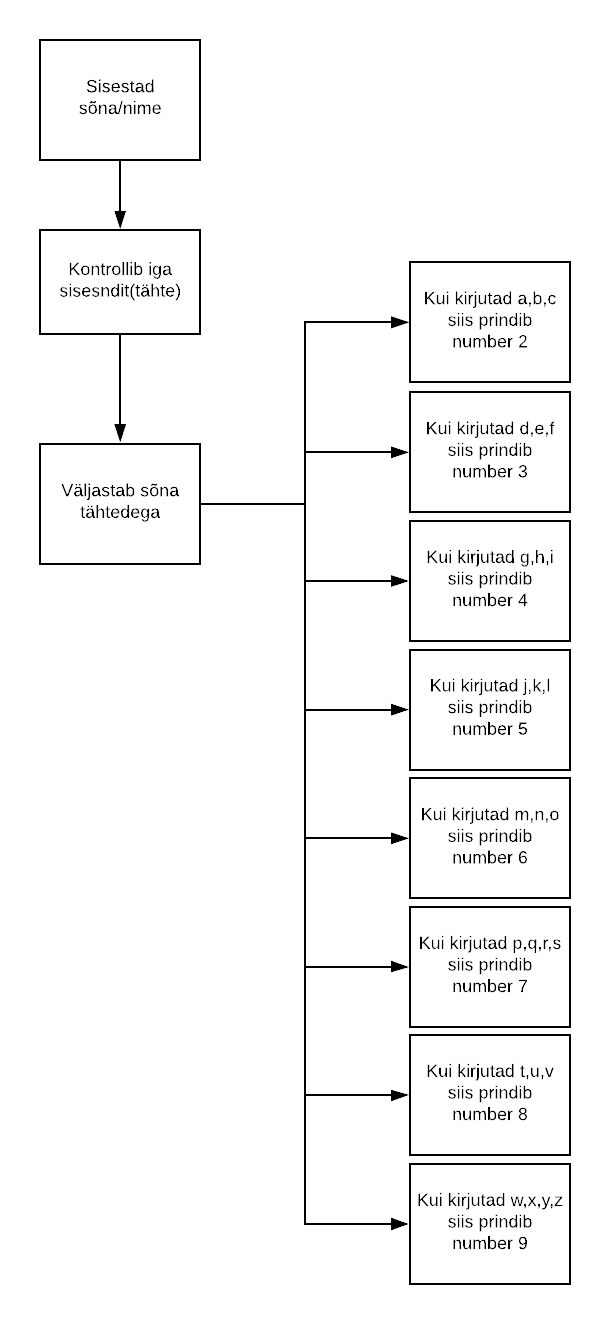 Sisestad
sõna/nime
Kontrollib iga
sisesndit(tähte)
Väljastab sõna
tähtedega
Kui kirjutad a,b,c
siis prindib
number 2
Kui kirjutad d,e,f
siis prindib
number 3
Kui kirjutad g,h,i
siis prindib
number 4
Kui kirjutad j,k,l
siis prindib
number 5
Kui kirjutad m,n,o
siis prindib
number 6
Kui kirjutad p,q,r,s
siis prindib
number 7
Kui kirjutad t,u,v
siis prindib
number 8
Kui kirjutad w,x,y,z
siis prindib
number 9